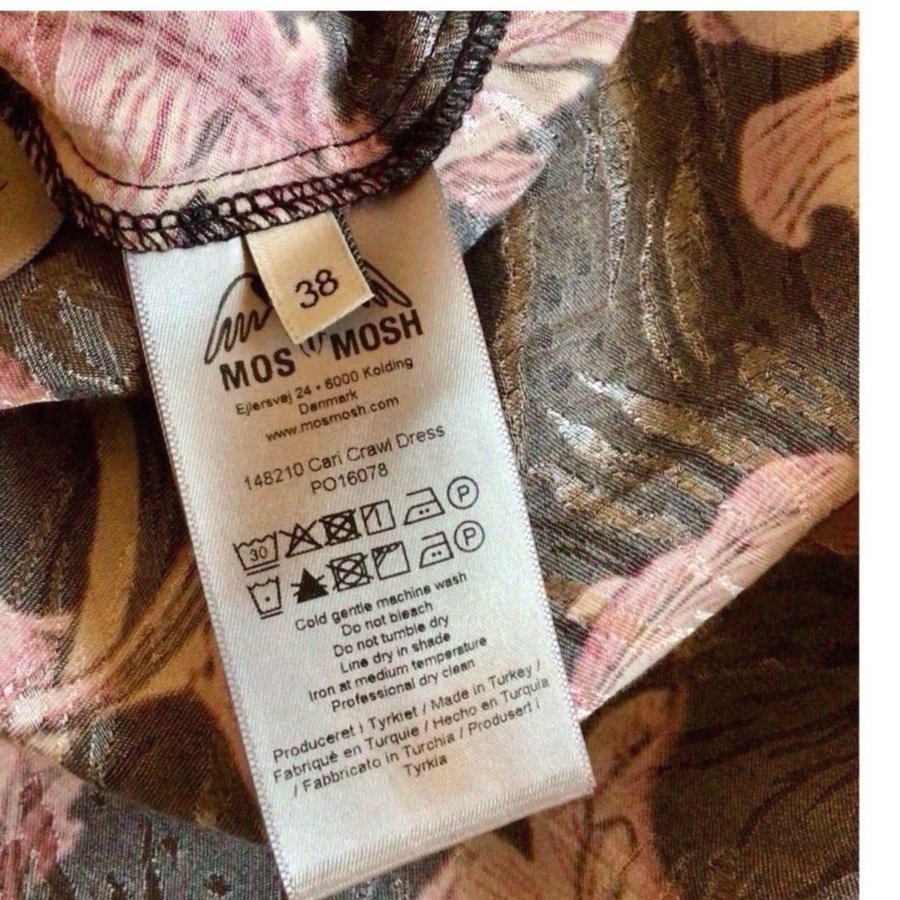 38
MOS MOSH
Ejlersvej 24 • 6000 Kolding
Denmark
www.mosmosh.com
148210 Cari Crawl Dress
PO16078
30 P
P
Cold gentle machine wash
Do not bleach
Do not tumble dry
Line dry in shade
Iron at medium temperature
Professional dry clean
Produceret i Tyrkiet / Made in Turkey /
Fabriqué en Turquie / Hecho en Turquia
/ Fabbricato in Turchia / Produsert i
Tyrkia